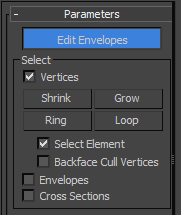 - Parameters
Edit Envelopes
Select
Vertices
Shrink Grow
Ring Loop
Select Element
Backface Cull Vertices
Envelopes
Cross Sections